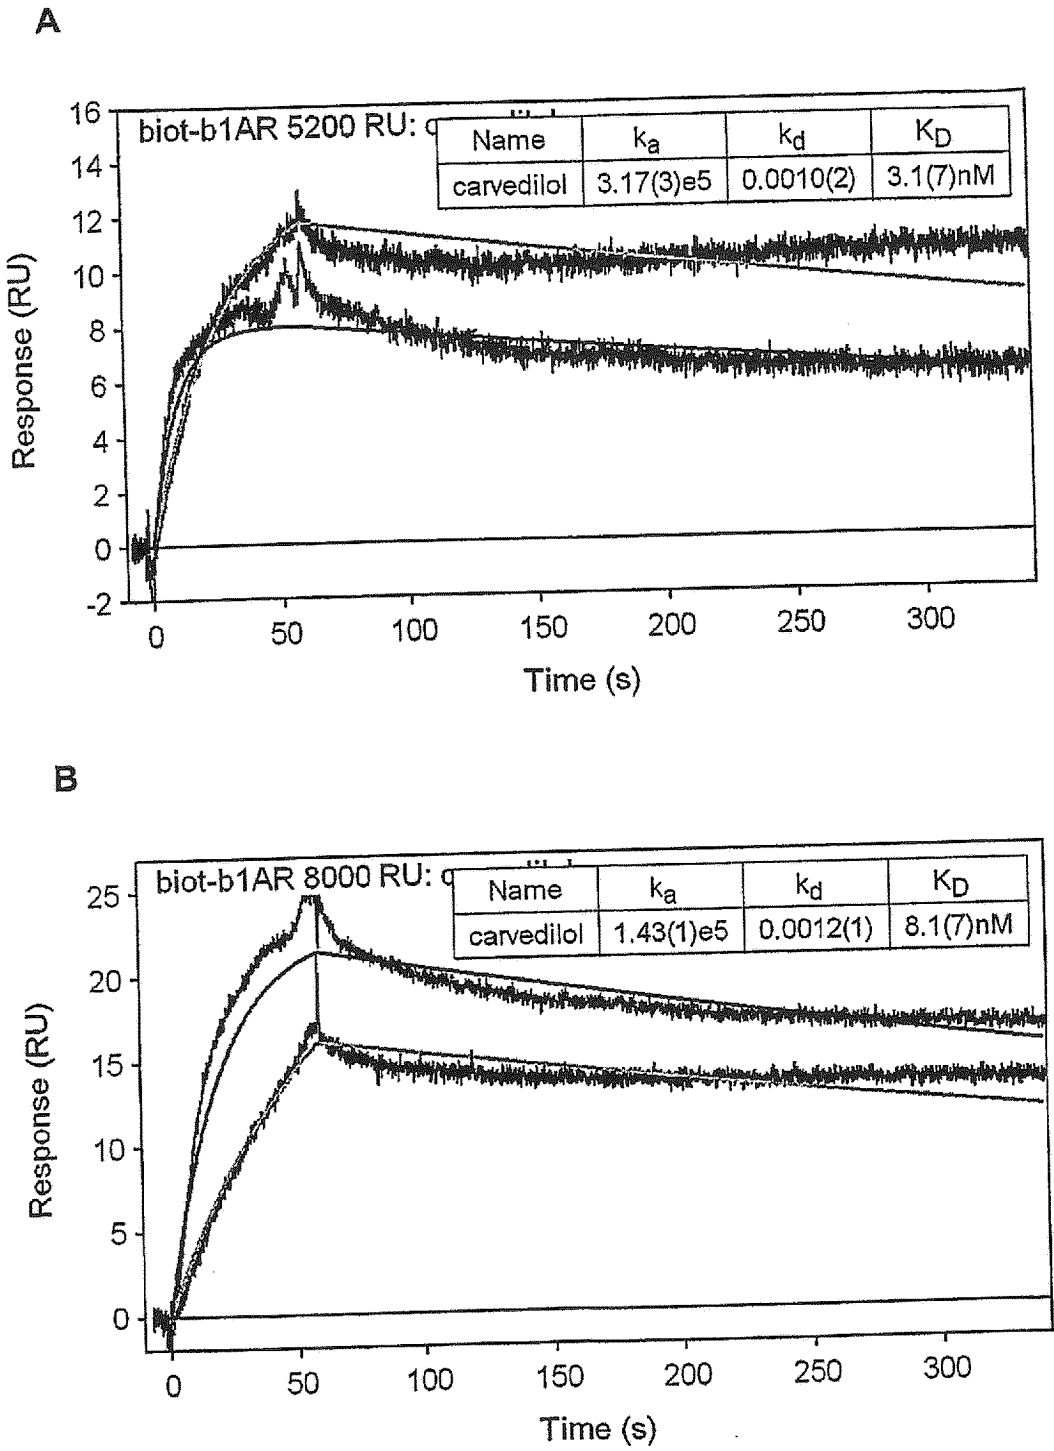 A
biot-b1AR 5200 RU:
Name ka kd KD
carvedilol 3.17(3)e5 0.0010(2) 3.1(7)nM
16
14
12
10
8
6
4
2
0
-2
Response (RU)
0 50 100 150 200 250 300
Time (s)
B
biot-b1AR 8000 RU:
Name ka kd KD
carvedilol 1.43(1)e5 0.0012(1) 8.1(7)nM
25
20
15
10
5
0
Response (RU)
0 50 100 150 200 250 300
Time (s)